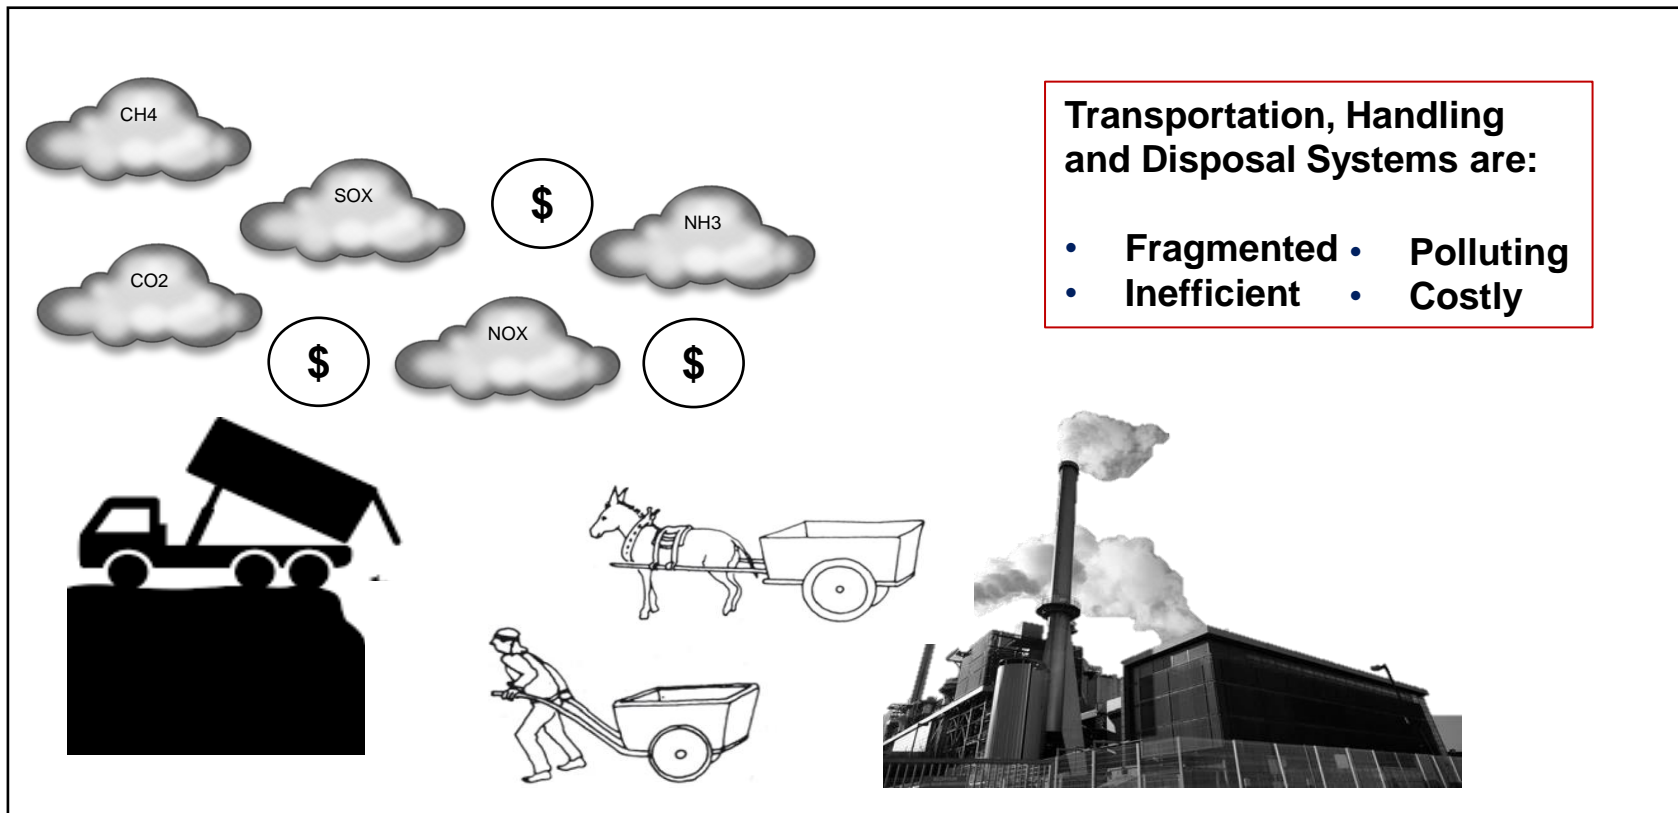 CH4
SOX
$
NH3
CO2
$
NOX
$
Transportation, Handling
and Disposal Systems are:
• Fragmented • Polluting
• Inefficient • Costly